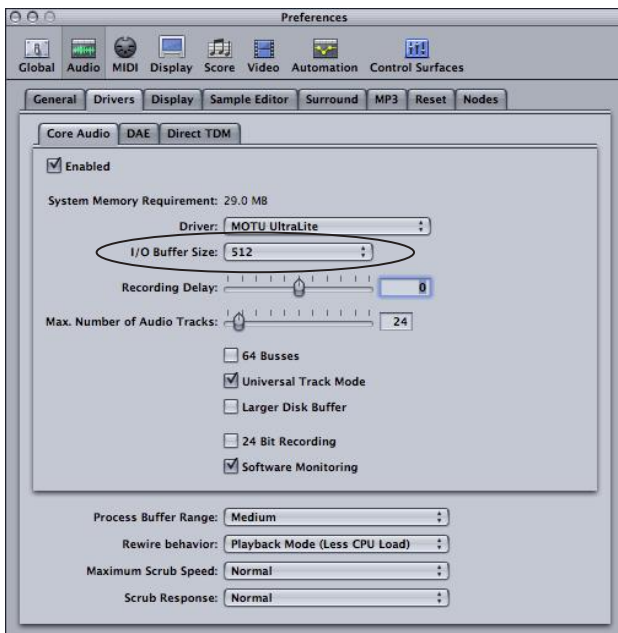 Preferences
Global Audio MIDI Display Score Video Automation Control Surfaces
General Drivers Display Sample Editor Surround MP3 Reset Nodes
Core Audio DAE Direct TDM
Enabled
System Memory Requirement: 29.0 MB
Driver: MOTU UltraLite
I/O Buffer Size: 512
Recording Delay: 0
Max. Number of Audio Tracks: 24
64 Busses
Universal Track Mode
Larger Disk Buffer
24 Bit Recording
Software Monitoring
Process Buffer Range: Medium
Rewire behavior: Playback Mode (Less CPU Load)
Maximum Scrub Speed: Normal
Scrub Response: Normal